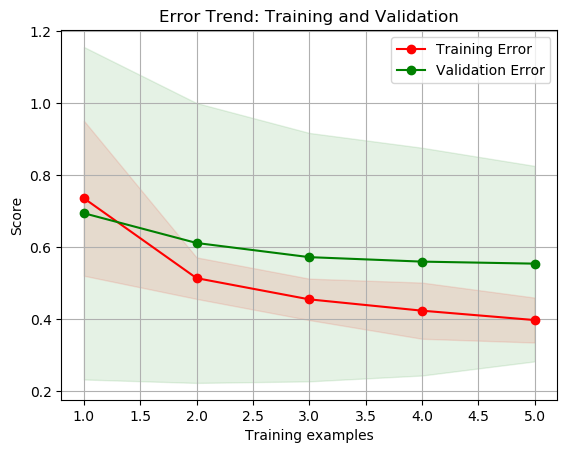 Error Trend: Training and Validation
Training Error
Validation Error
Score
1.2
1.0
0.8
0.6
0.4
0.2
1.0 1.5 2.0 2.5 3.0 3.5 4.0 4.5 5.0
Training examples